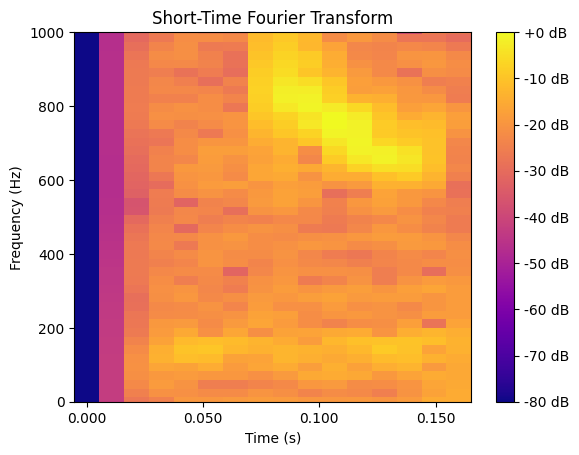 Short-Time Fourier Transform
Frequency (Hz)
1000
800
600
400
200
0
0.000
0.050
0.100
0.150
Time (s)
+0 dB
-10 dB
-20 dB
-30 dB
-40 dB
-50 dB
-60 dB
-70 dB
-80 dB